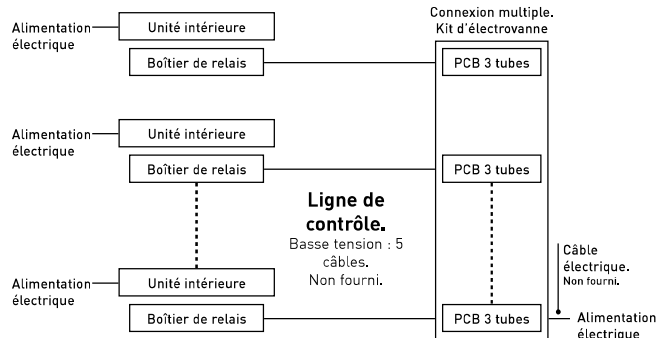 Connexion multiple.
Kit d'électrovanne
Alimentation
électrique
Unité intérieure
Boîtier de relais
PCB 3 tubes
Alimentation
électrique
Unité intérieure
Boîtier de relais
PCB 3 tubes
Ligne de
contrôle.
Basse tension : 5
câbles.
Non fourni.
Câble
électrique.
Non fourni.
Alimentation
électrique
Unité intérieure
Boîtier de relais
PCB 3 tubes
Alimentation
électrique